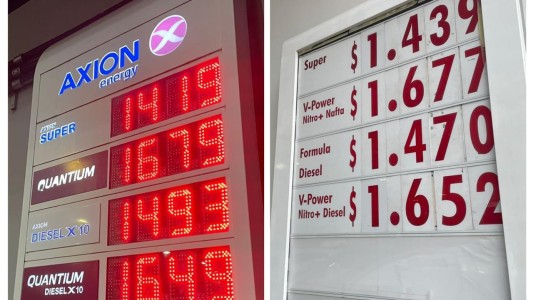 AXION
energy
AXION
SUPER
1419
QUANTIUM
1679
AXION
DIESEL X10
1493
QUANTIUM
DIESEL X10
1649
Super $1.439
V-Power
Nitro+ Nafta $1.677
Formula
Diesel $1.470
V-Power
Nitro+ Diesel $1.652